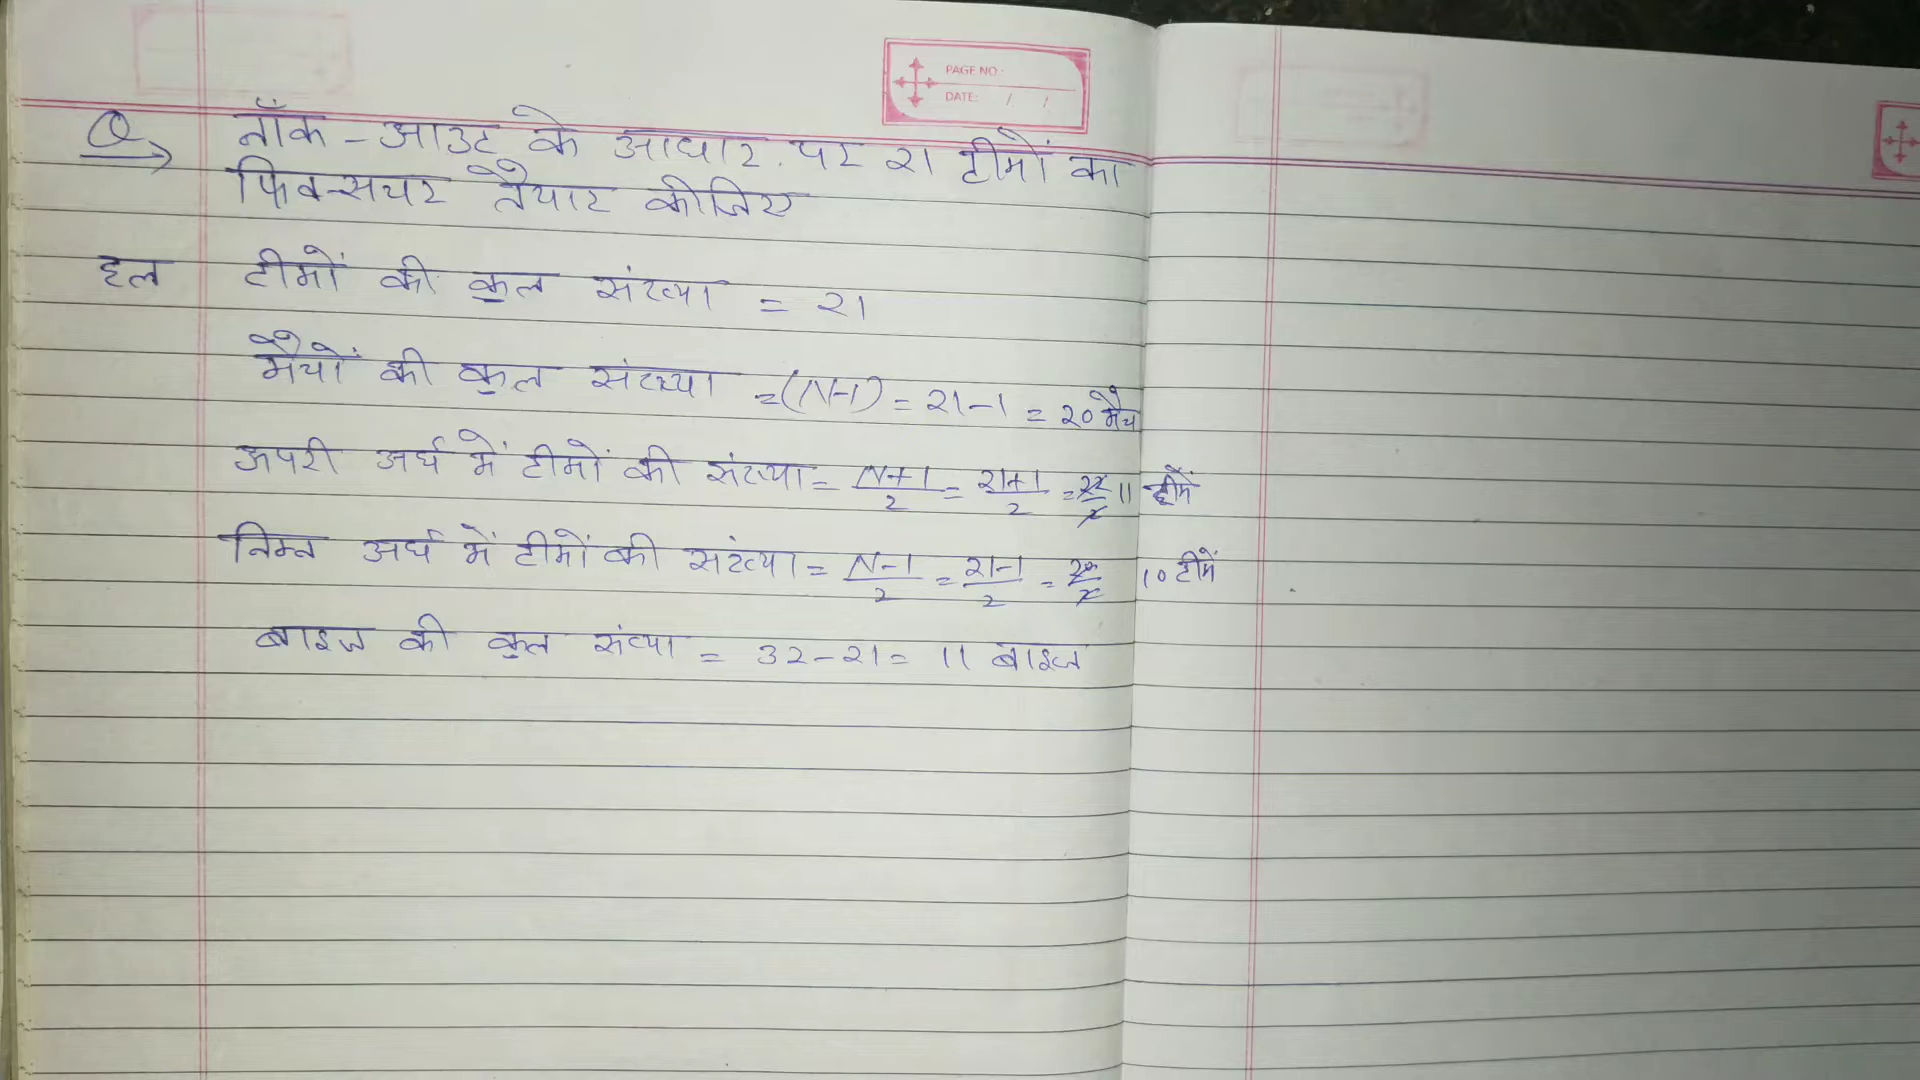 PAGE NO.:
DATE: / /
Q नॉक-आउट के आधार पर 21 टीमों का
फिक्सचर तैयार कीजिए
हल टीमों की कुल संख्या = 21
मैचों की कुल संख्या =(N-1) = 21-1 = 20 मैच
ऊपरी अर्ध में टीमों की संख्या = N+1/2 = 21+1/2 = 22/2 11 टीमें
निम्न अर्ध में टीमों की संख्या = N-1/2 = 21-1/2 = 20/2 10 टीमें
बाइज की कुल संख्या = 32-21= 11 बाइज